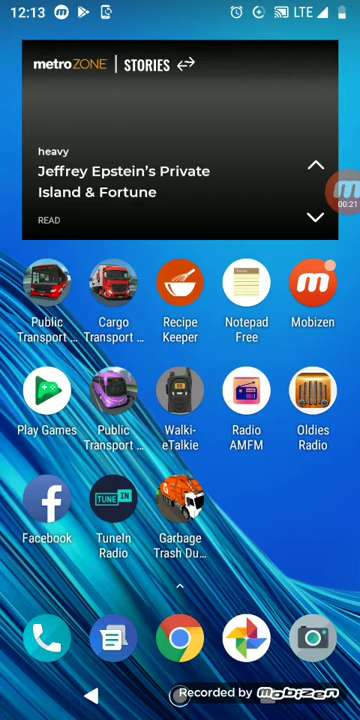 12:13
LTE
metroZONE | STORIES
heavy
Jeffrey Epstein's Private
Island & Fortune
READ
00:21
Public
Transport ...
Cargo
Transport ...
Recipe
Keeper
Notepad
Free
Mobizen
Play Games
Public
Transport ...
Walki-
eTalkie
Radio
AMFM
Oldies
Radio
TUNE IN
Facebook
TuneIn
Radio
Garbage
Trash Du...
Recorded by mobizen